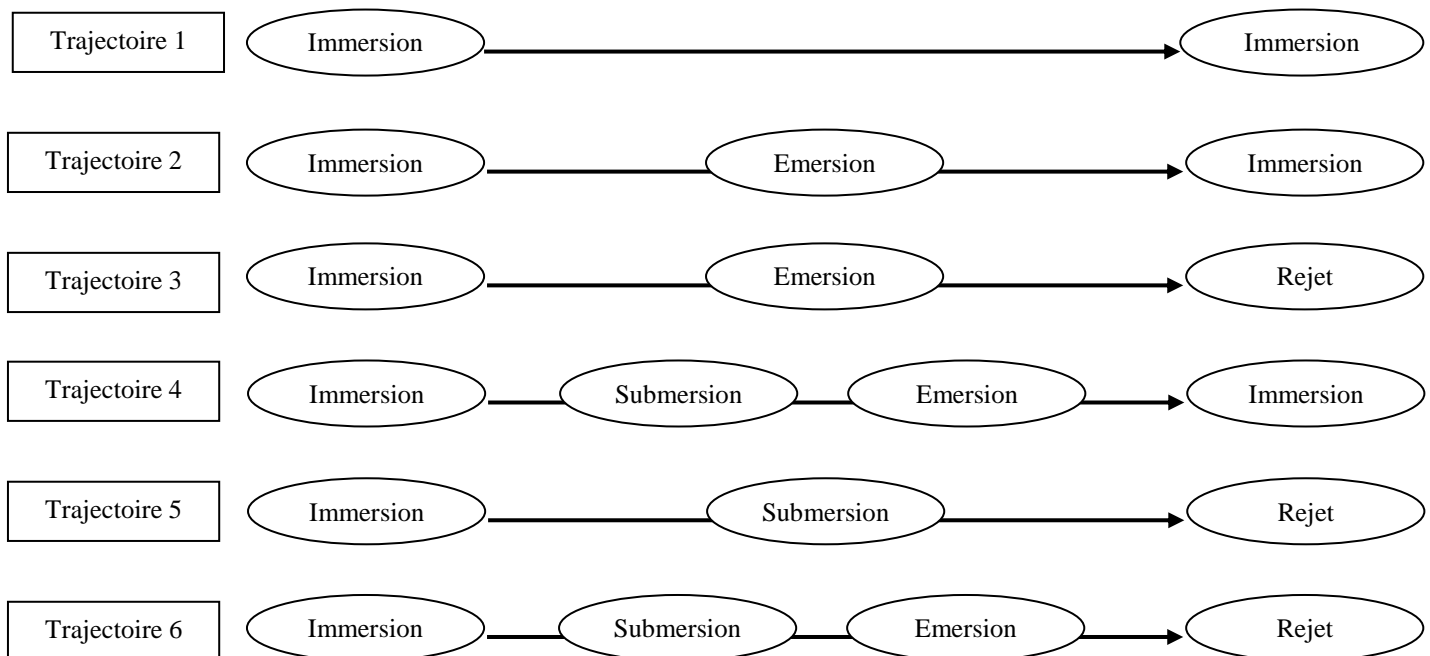 Trajectoire 1 Immersion Immersion
Trajectoire 2 Immersion Emersion Immersion
Trajectoire 3 Immersion Emersion Rejet
Trajectoire 4 Immersion Submersion Emersion Immersion
Trajectoire 5 Immersion Submersion Rejet
Trajectoire 6 Immersion Submersion Emersion Rejet